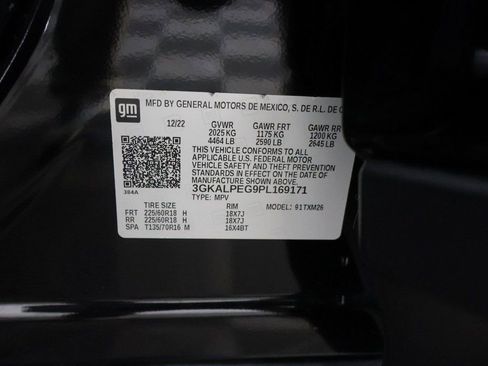 gm
MFD BY GENERAL MOTORS DE MEXICO, S. DE R.L. DE C
12/22 GVWR GAWR FRT GAWR RR
2025 KG 1175 KG 1200 KG
4464 LB 2590 LB 2645 LB
THIS VEHICLE CONFORMS TO ALL
APPLICABLE U.S. FEDERAL MOTOR
VEHICLE SAFETY AND THEFT
PREVENTION STANDARDS IN EFFECT
ON THE DATE OF MANUFACTURE
SHOWN ABOVE.
3GKALPEG9PL169171
384A TYPE: MPV
TIRE SIZE RIM MODEL: 91TXM26
FRT 225/60R18 H 18X7J
RR 225/60R18 H 18X7J
SPA T135/70R16 M 16X4BT